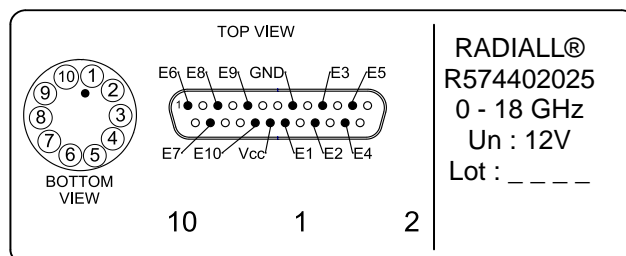 TOP VIEW
E6 E8 E9 GND E3 E5
1
E7 E10 Vcc E1 E2 E4
10 1
9 2
8 3
7 4
6 5
BOTTOM
VIEW
10 1 2
RADIALL®
R574402025
0 - 18 GHz
Un : 12V
Lot : _ _ _ _